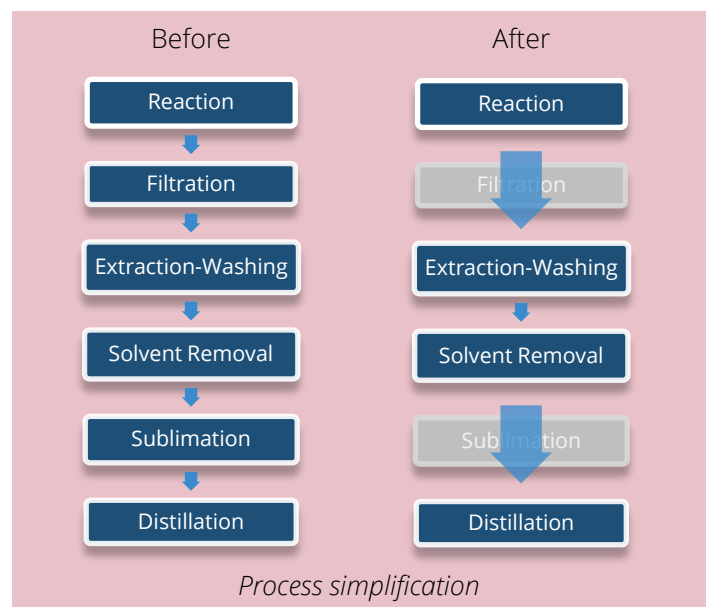 Before
After
Reaction
Reaction
Filtration
Filtration
Extraction-Washing
Extraction-Washing
Solvent Removal
Solvent Removal
Sublimation
Sublimation
Distillation
Distillation
Process simplification